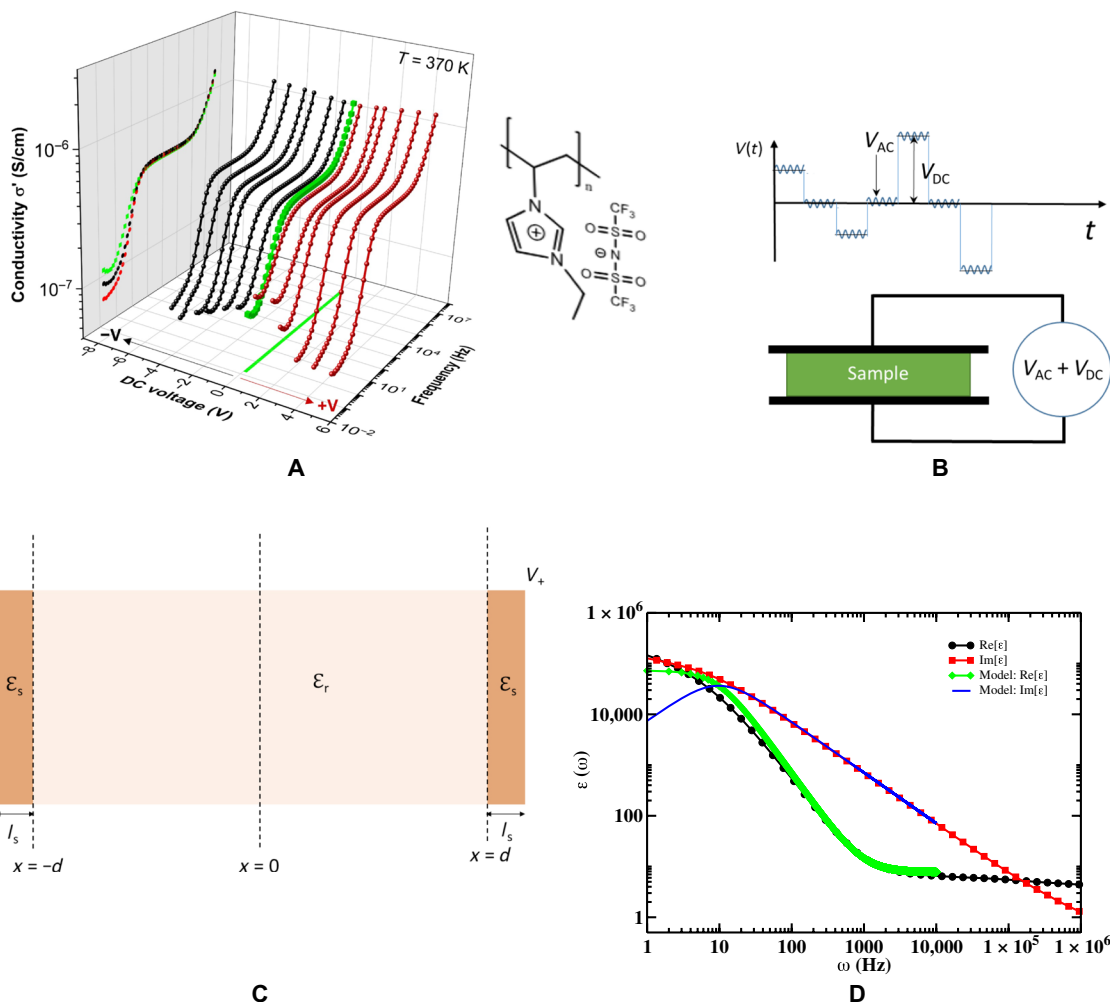 T = 370 K
Conductivity σ' (S/cm)
10⁻⁶
10⁻⁷
−V
+V
-8
-6
-4
-2
0
2
4
6
DC voltage (V)
10⁷
10⁴
10¹
10⁻²
Frequency (Hz)
A
n
⊕
N
N
CF₃
O=S=O
⊖ N
O=S=O
CF₃
V(t)
V_AC
V_DC
t
Sample
V_AC + V_DC
B
V₊
ε_s
ε_r
ε_s
l_s
l_s
x = −d
x = 0
x = d
C
1 × 10⁶
10,000
100
1
ε (ω)
Re[ε]
Im[ε]
Model: Re[ε]
Model: Im[ε]
1
10
100
1000
10,000
1 × 10⁵
1 × 10⁶
ω (Hz)
D